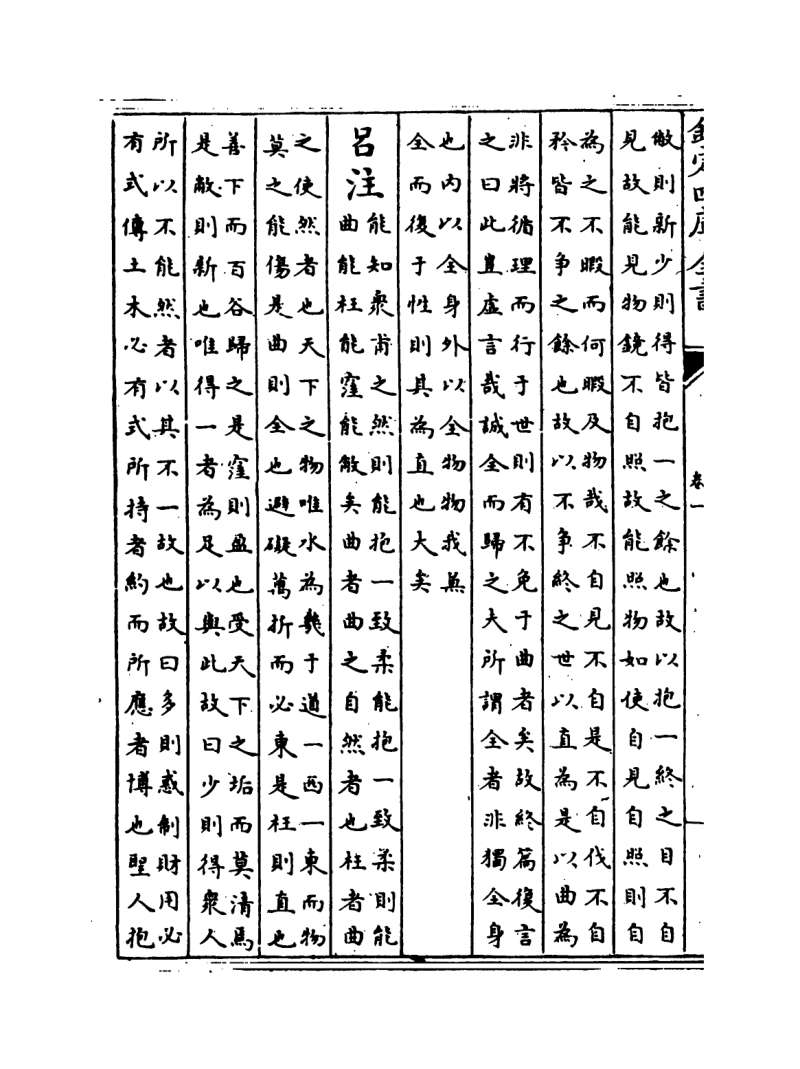 欽定四庫全書
卷一
敝則新少則得皆抱一之餘也故以抱一終之目不自
見故能見物鏡不自照故能照物如使自見自照則自
為之不暇而何暇及物哉不自見不自是不自伐不自
矜皆不争之餘也故以不争終之世以直為是以曲為
非將循理而行于世則有不免于曲者矣故終篇復言
之曰此豈虚言哉誠全而歸之夫所謂全者非獨全身
也内以全身外以全物物我兼
全而復于性則其為直也大矣
呂注
能知衆甫之然則能抱一致柔能抱一致柔則能
曲能枉能窪能敝矣曲者曲之自然者也枉者曲
之使然者也天下之物唯水為幾于道一西一東而物
莫之能傷是曲則全也避礙萬折而必東是枉則直也
善下而百谷歸之是窪則盈也受天下之垢而莫清焉
是敝則新也唯得一者為足以與此故曰少則得衆人
所以不能然者以其不一故也故曰多則惑制財用必
有式傅土木必有式所持者約而所應者博也聖人抱